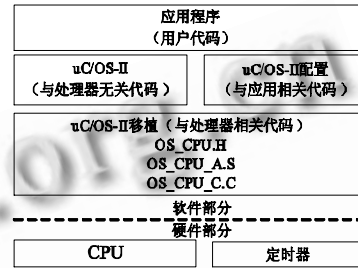 应用程序
（用户代码）
uC/OS-II
（与处理器无关代码）
uC/OS-II配置
（与应用相关代码）
uC/OS-II移植（与处理器相关代码）
OS_CPU.H
OS_CPU_A.S
OS_CPU_C.C
软件部分
硬件部分
CPU
定时器